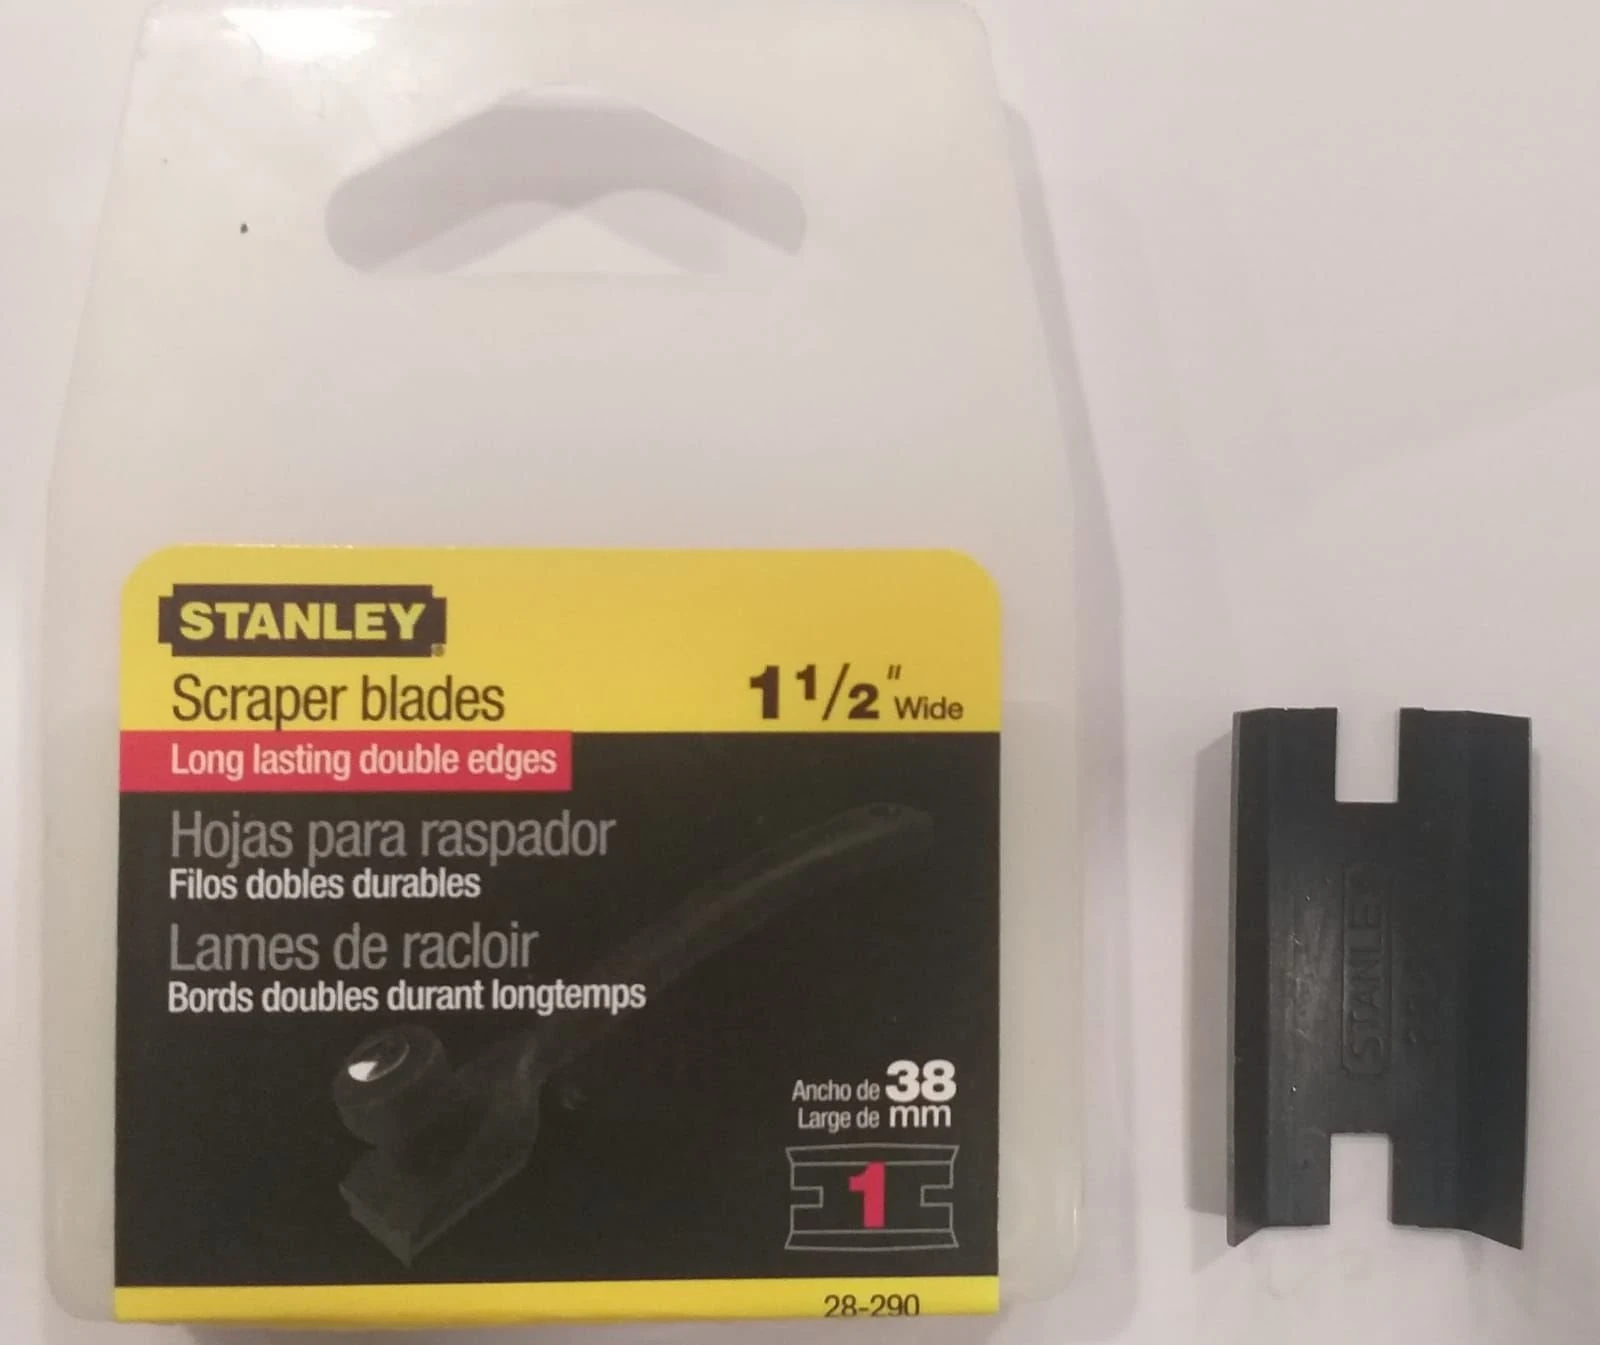 STANLEY®
Scraper blades
1 1/2" Wide
Long lasting double edges
Hojas para raspador
Filos dobles durables
Lames de racloir
Bords doubles durant longtemps
Ancho de 38
Large de mm
1
28-290
STANLEY